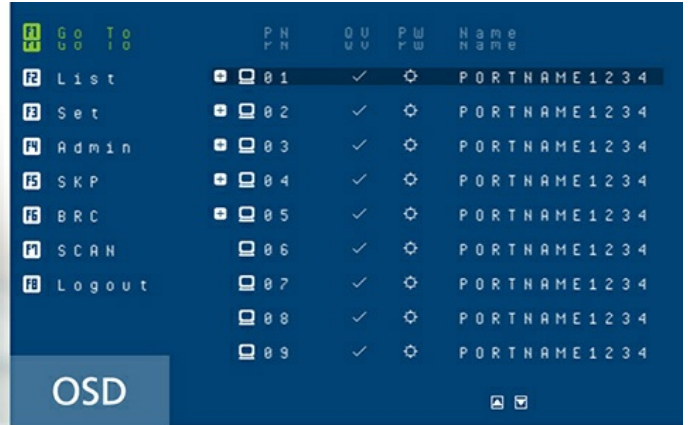 F1 Go To PN QV PW Name
F2 List 01 PORTNAME1234
F3 Set 02 PORTNAME1234
F4 Admin 03 PORTNAME1234
F5 SKP 04 PORTNAME1234
F6 BRC 05 PORTNAME1234
F7 SCAN 06 PORTNAME1234
F8 Logout 07 PORTNAME1234
08 PORTNAME1234
09 PORTNAME1234
OSD